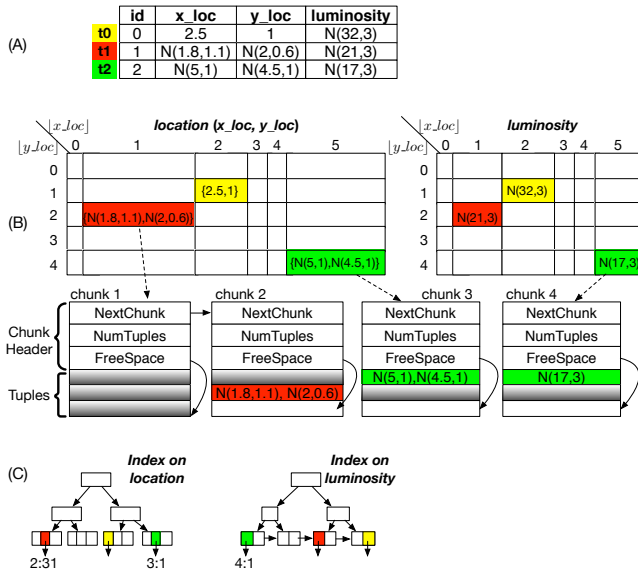 (A)
id x_loc y_loc luminosity
t0 0 2.5 1 N(32,3)
t1 1 N(1.8,1.1) N(2,0.6) N(21,3)
t2 2 N(5,1) N(4.5,1) N(17,3)
(B)
⌊x_loc⌋ location (x_loc, y_loc)
⌊y_loc⌋ 0 1 2 3 4 5
0
1 {2.5,1}
2 {N(1.8,1.1),N(2,0.6)}
3
4 {N(5,1),N(4.5,1)}
⌊x_loc⌋ luminosity
⌊y_loc⌋ 0 1 2 3 4 5
0
1 N(32,3)
2 N(21,3)
3
4 N(17,3)
chunk 1 chunk 2 chunk 3 chunk 4
Chunk Header
NextChunk NextChunk NextChunk NextChunk
NumTuples NumTuples NumTuples NumTuples
FreeSpace FreeSpace FreeSpace FreeSpace
Tuples
N(5,1),N(4.5,1) N(17,3)
N(1.8,1.1), N(2,0.6)
(C)
Index on
location
2:31 3:1
Index on
luminosity
4:1